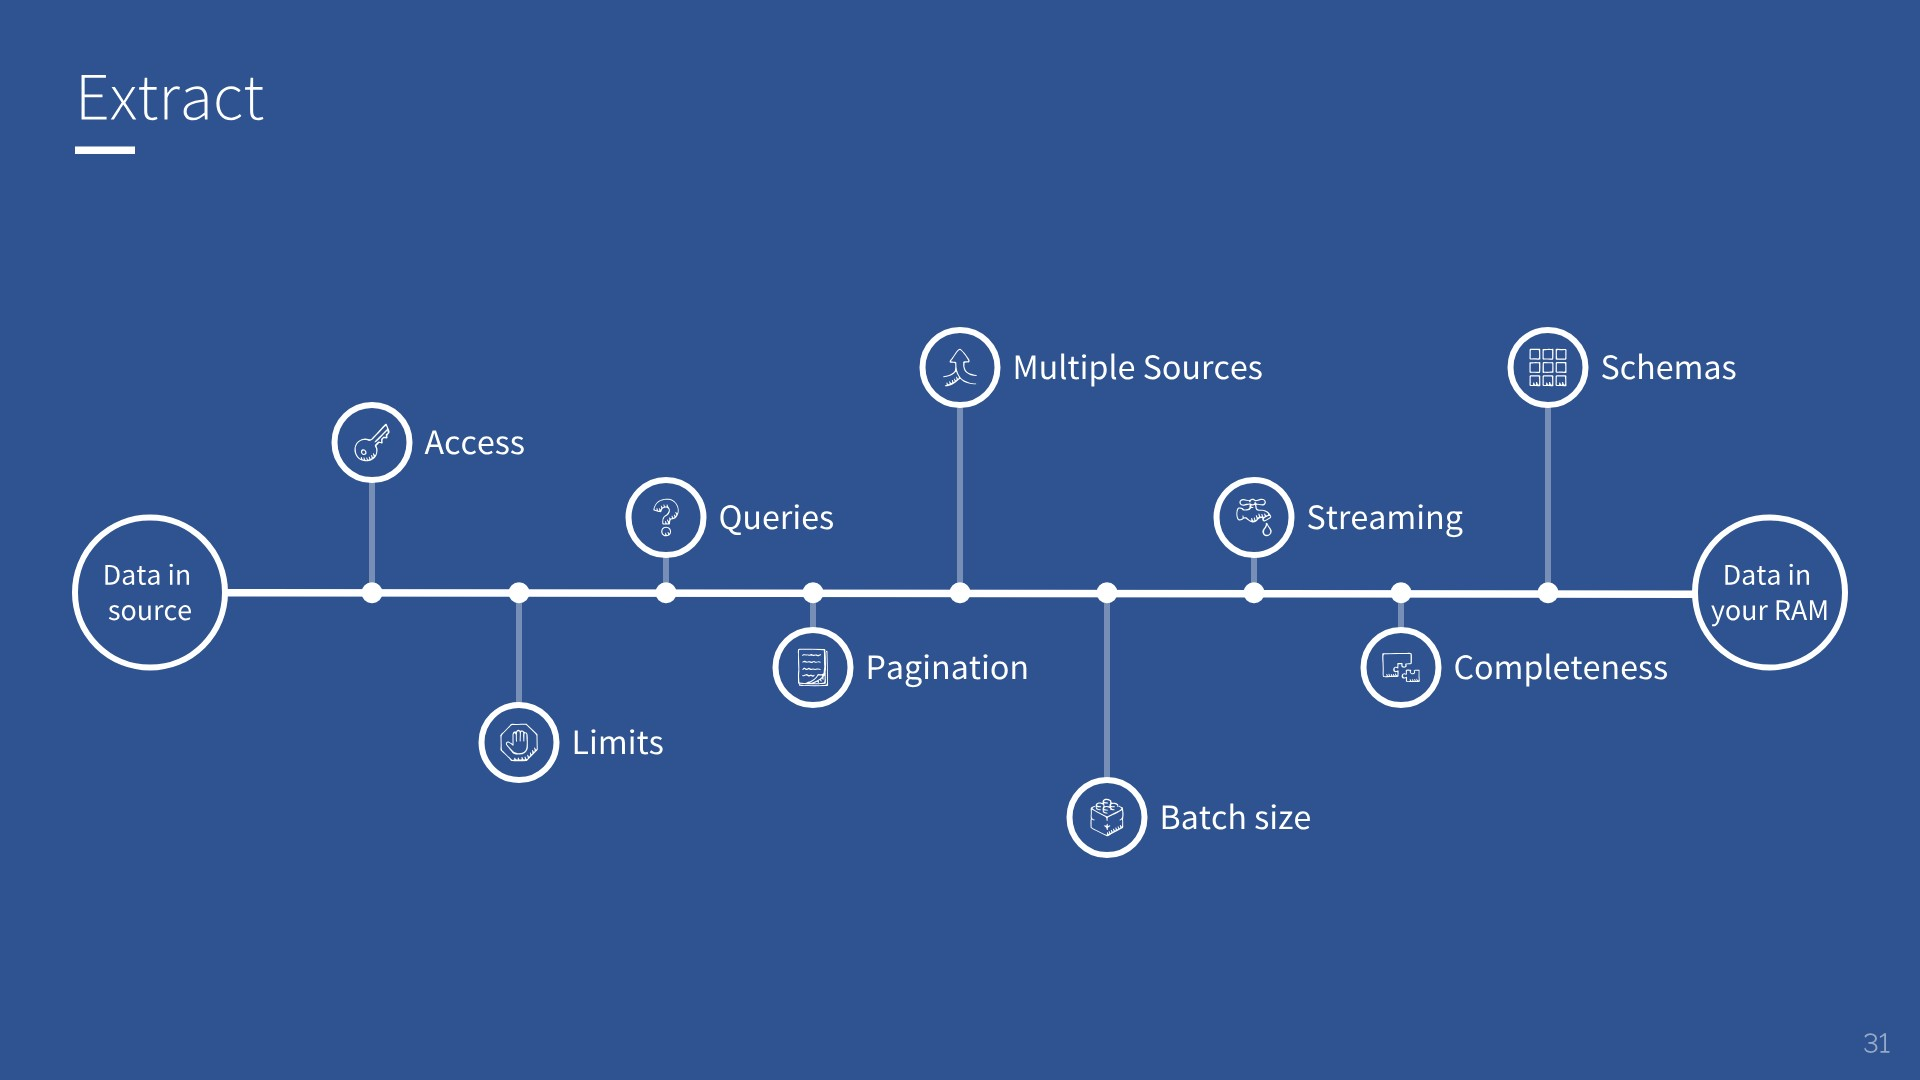 Extract
Multiple Sources
Schemas
Access
Queries
Streaming
Data in
source
Data in
your RAM
Pagination
Completeness
Limits
Batch size
31